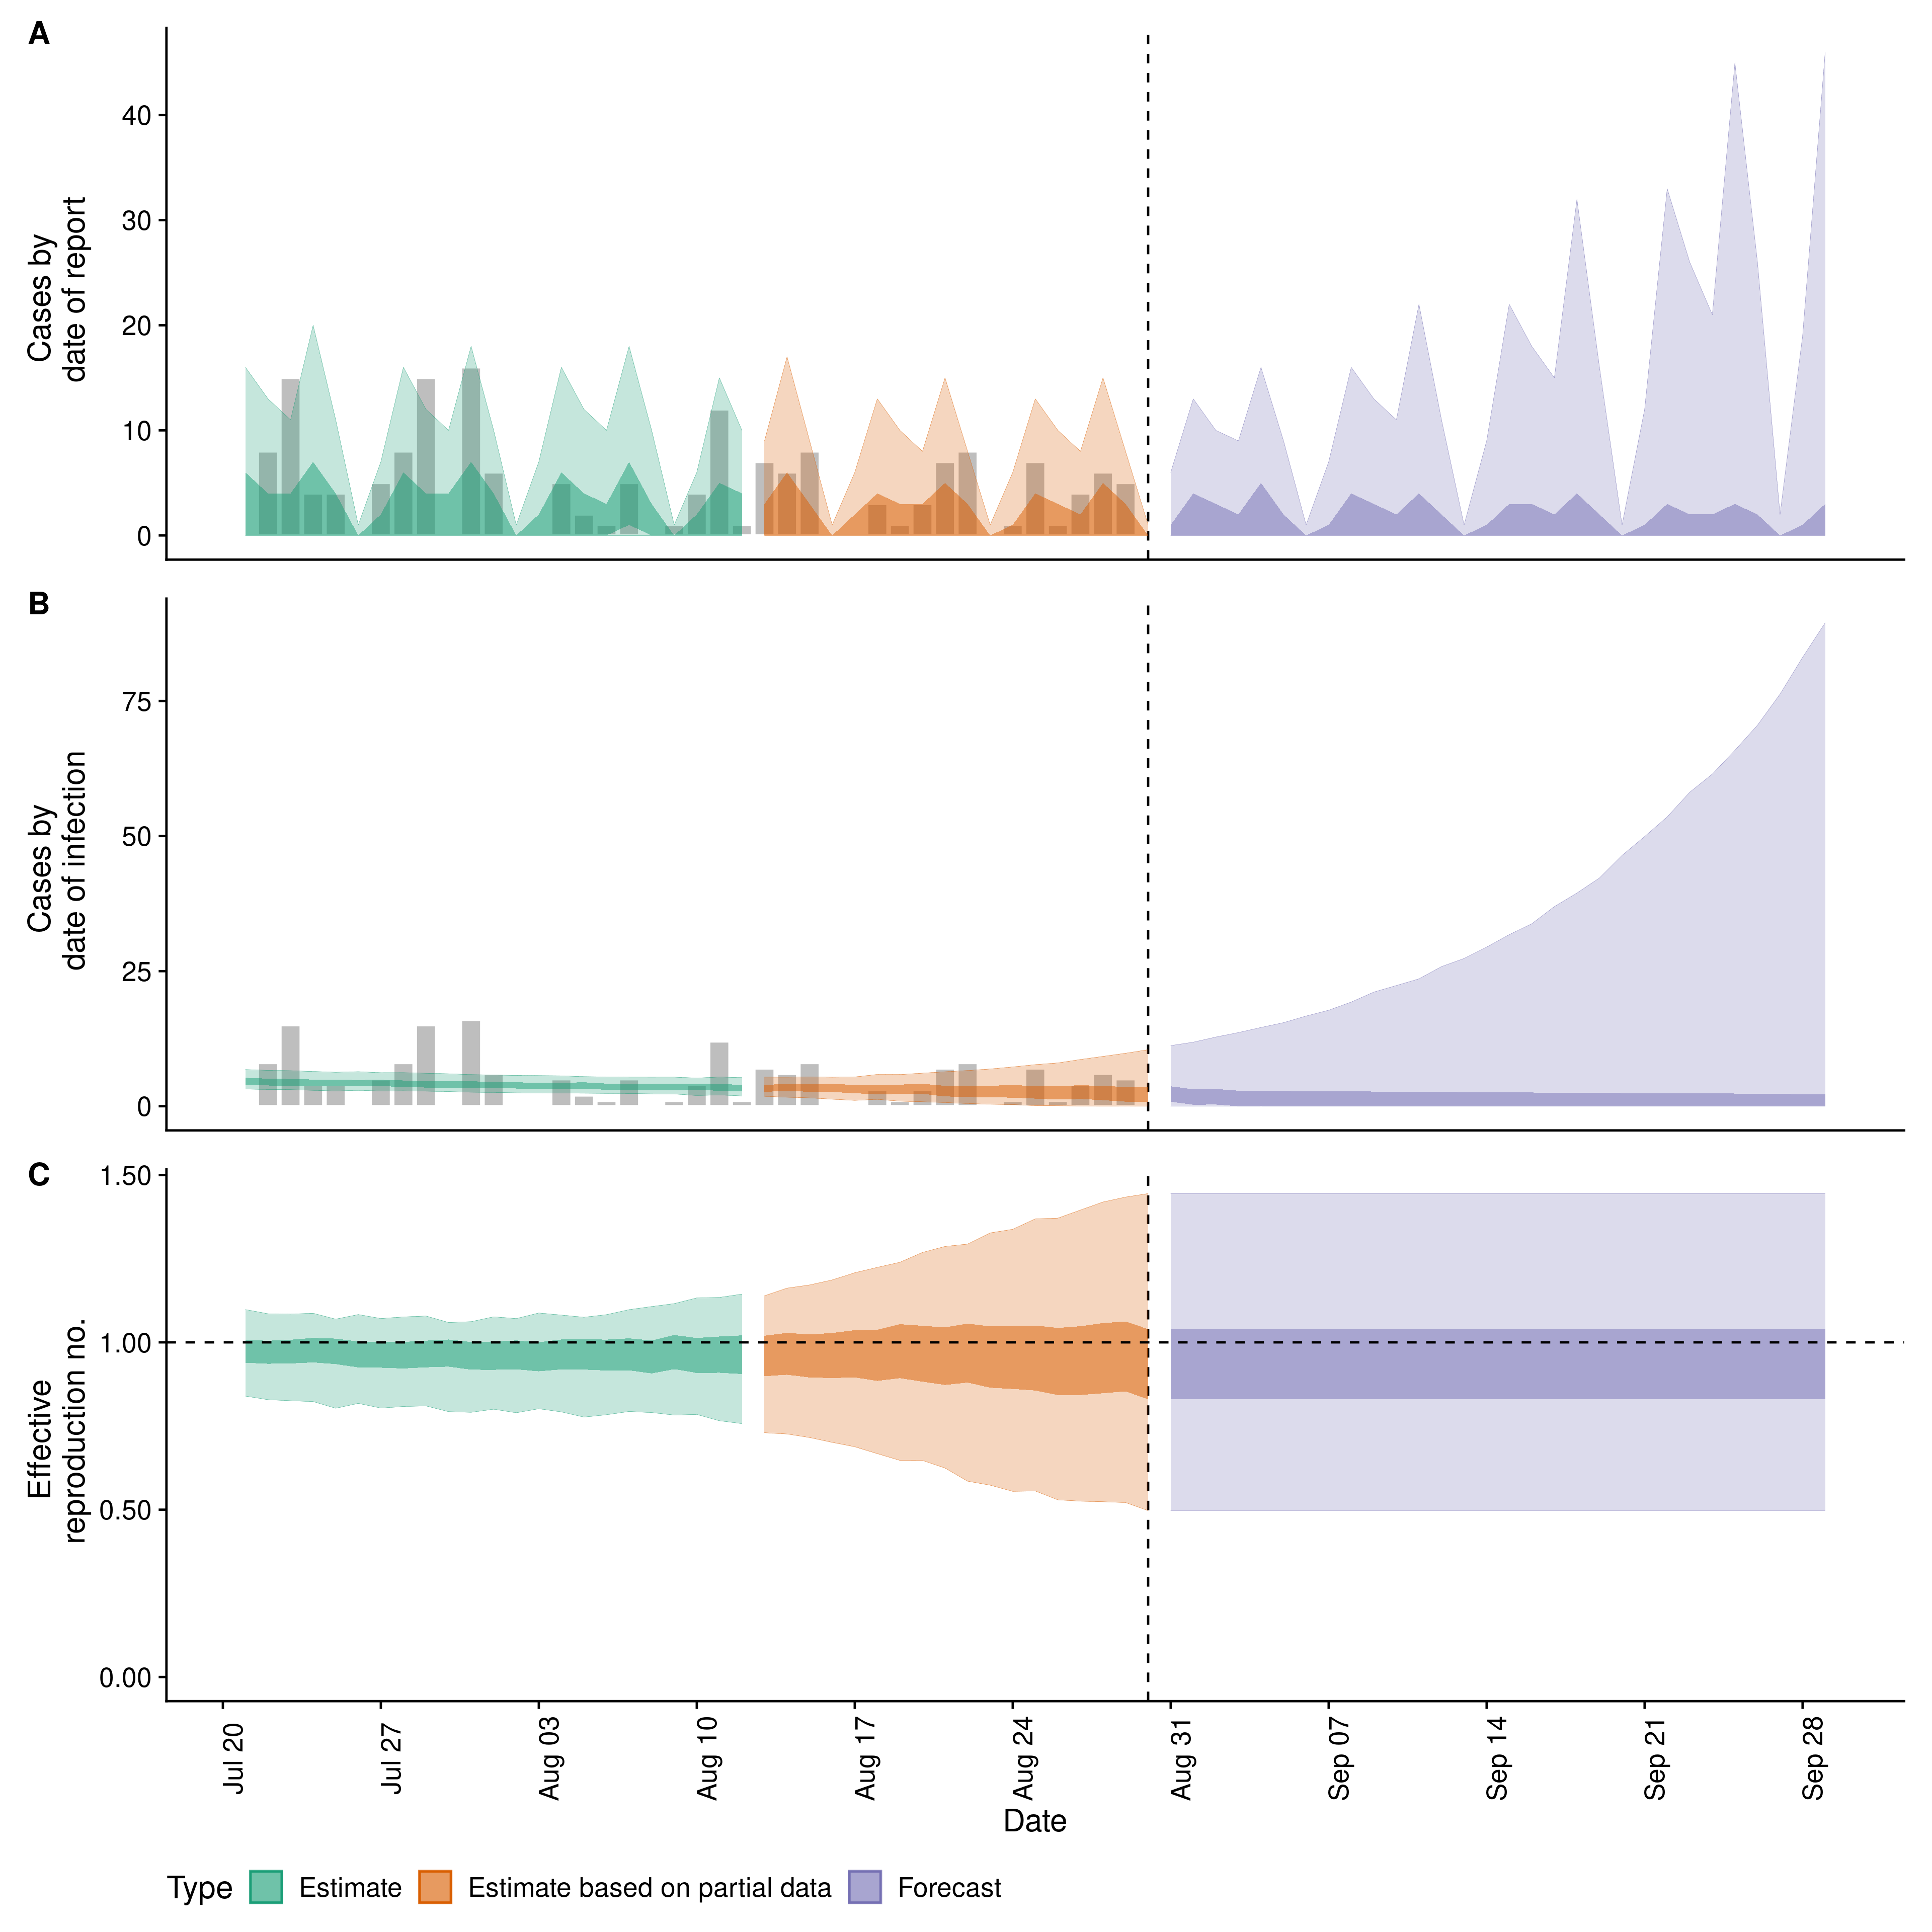 A
Cases by
date of report
40
30
20
10
0
B
Cases by
date of infection
75
50
25
0
C
Effective
reproduction no.
1.50
1.00
0.50
0.00
Jul 20
Jul 27
Aug 03
Aug 10
Aug 17
Aug 24
Aug 31
Sep 07
Sep 14
Sep 21
Sep 28
Date
Type Estimate Estimate based on partial data Forecast